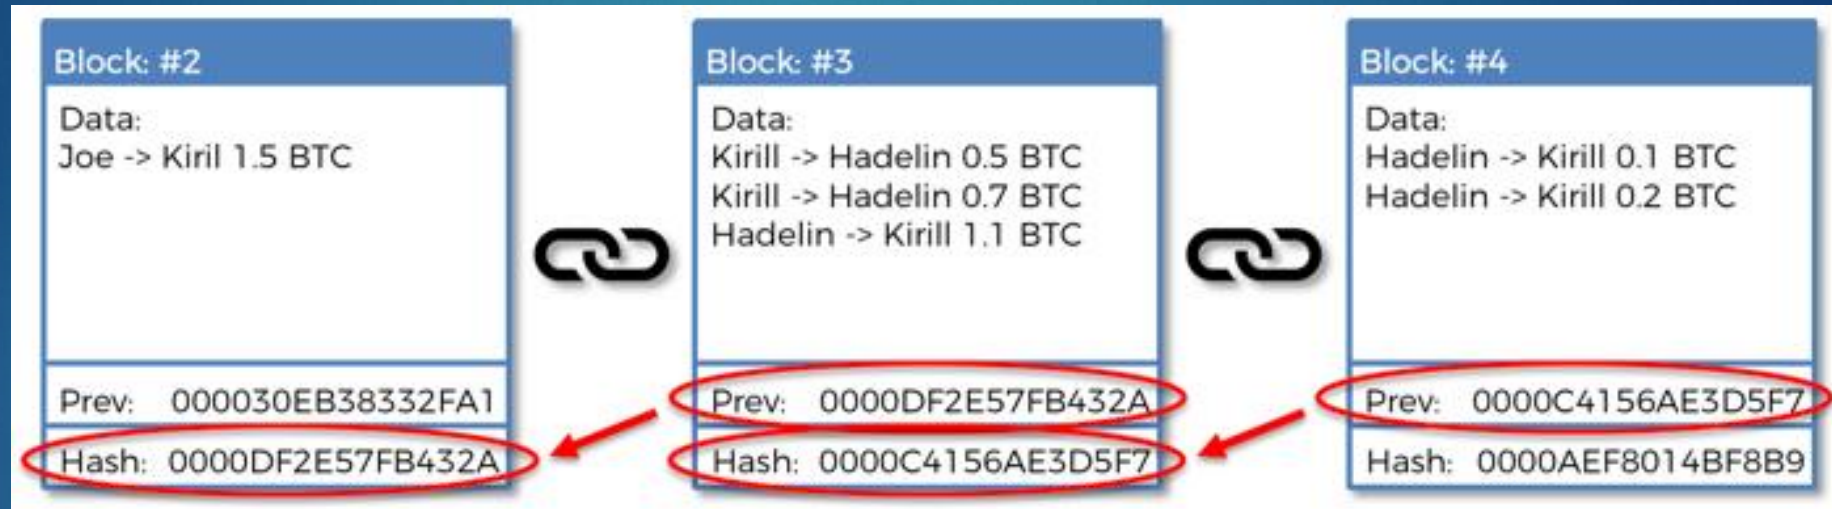 Block: #2
Data:
Joe -> Kiril 1.5 BTC
Prev: 000030EB38332FA1
Hash: 0000DF2E57FB432A
Block: #3
Data:
Kirill -> Hadelin 0.5 BTC
Kirill -> Hadelin 0.7 BTC
Hadelin -> Kirill 1.1 BTC
Prev: 0000DF2E57FB432A
Hash: 0000C4156AE3D5F7
Block: #4
Data:
Hadelin -> Kirill 0.1 BTC
Hadelin -> Kirill 0.2 BTC
Prev: 0000C4156AE3D5F7
Hash: 0000AEF8014BF8B9